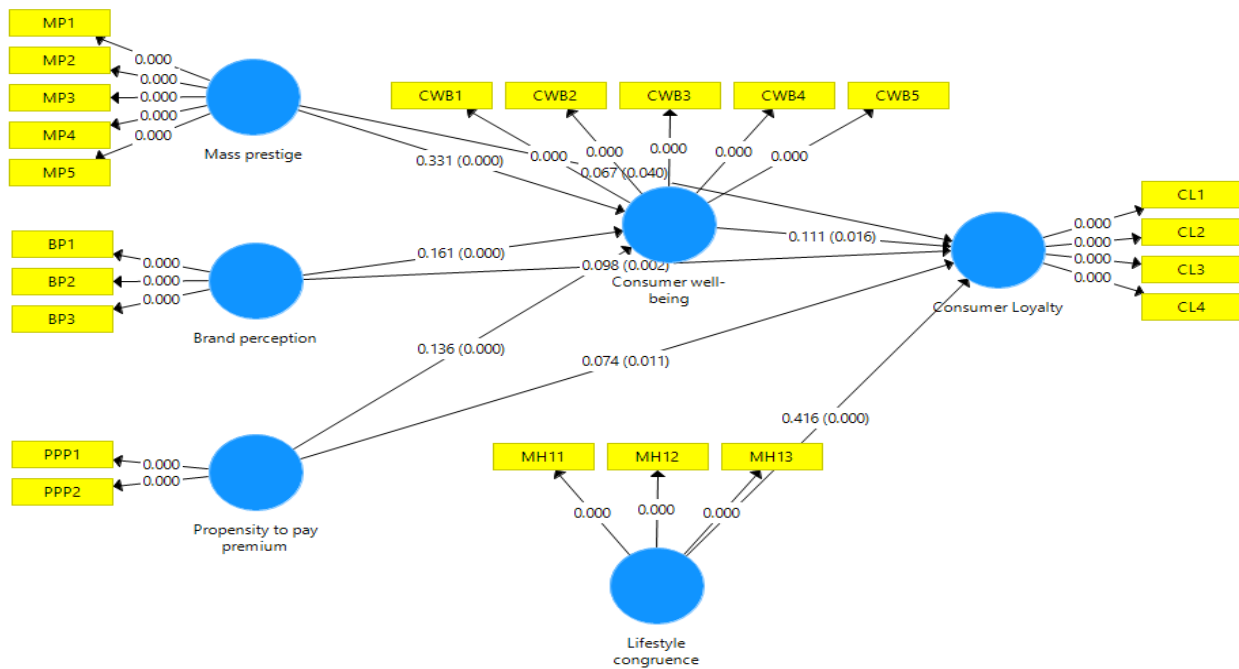 MP1
MP2
MP3
MP4
MP5
0.000
0.000
0.000
0.000
0.000
Mass prestige
CWB1
CWB2
CWB3
CWB4
CWB5
0.000
0.000
0.000
0.000
0.000
0.331 (0.000)
0.067 (0.040)
BP1
BP2
BP3
0.000
0.000
0.000
Brand perception
0.161 (0.000)
0.098 (0.002)
Consumer well-
being
0.111 (0.016)
CL1
CL2
CL3
CL4
0.000
0.000
0.000
0.000
Consumer Loyalty
0.136 (0.000)
0.074 (0.011)
0.416 (0.000)
PPP1
PPP2
0.000
0.000
Propensity to pay
premium
MH11
MH12
MH13
0.000
0.000
0.000
Lifestyle
congruence